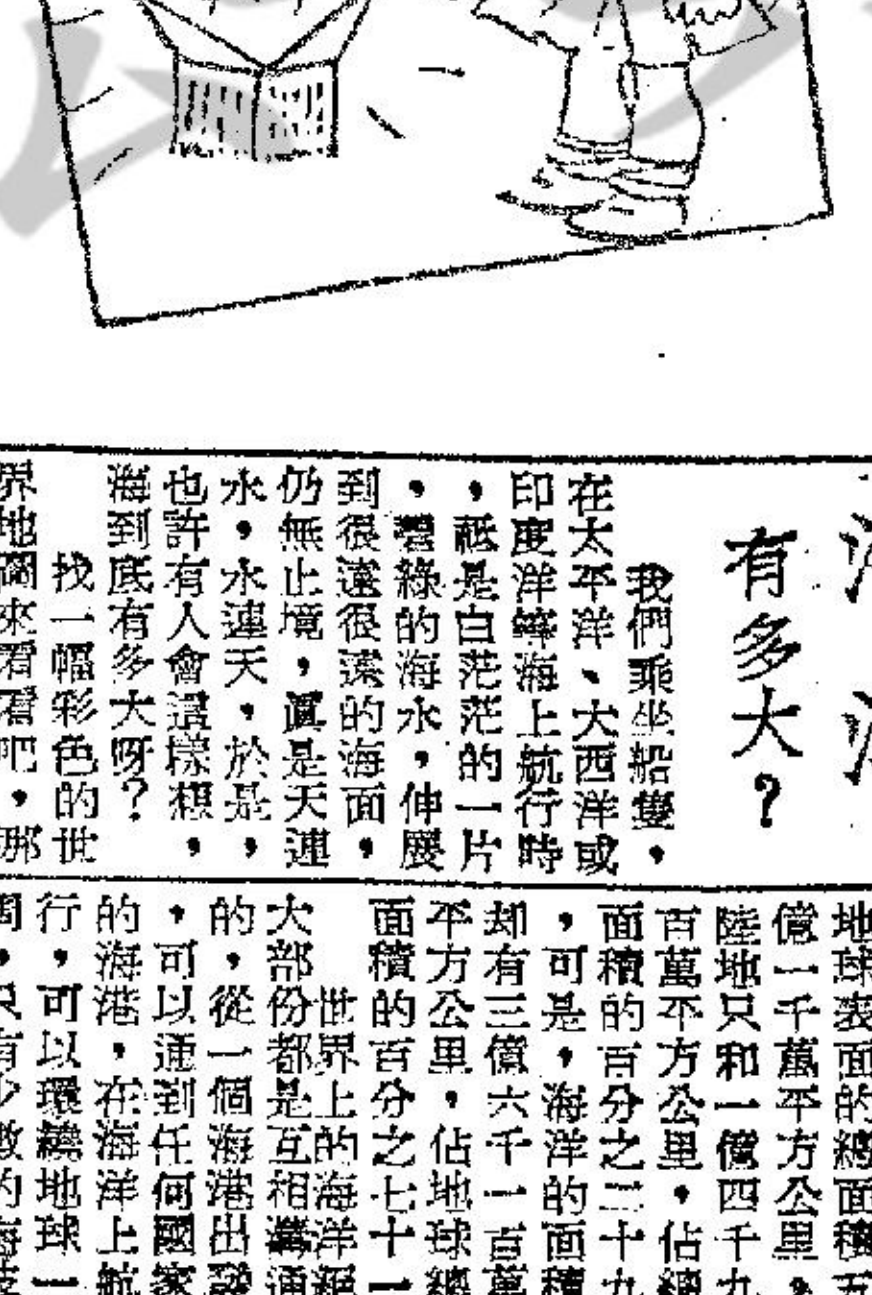 海洋
有多大?
我們乘坐船隻,
在太平洋、大西洋或
印度洋等海上航行時
,祗是白茫茫的一片
,碧綠的海水,伸展
到很遠很遠的海面,
仍無止境,眞是天連
水,水連天,於是,
也許有人會這樣想,
海到底有多大呀?
找一幅彩色的世
界地圖來看看吧,那
地球表面的總面積五
億一千萬平方公里,
陸地只和一億四千九
百萬平方公里,佔總
面積的百分之二十九
,可是,海洋的面積
却有三億六千一百萬
平方公里,佔地球總
面積的百分之七十一
世界上的海洋絕
大部份都是互相溝通
的,從一個海港出發
,可以通到任何國家
的海港,在海洋上航
行,可以環繞地球一
周,只有少數的海